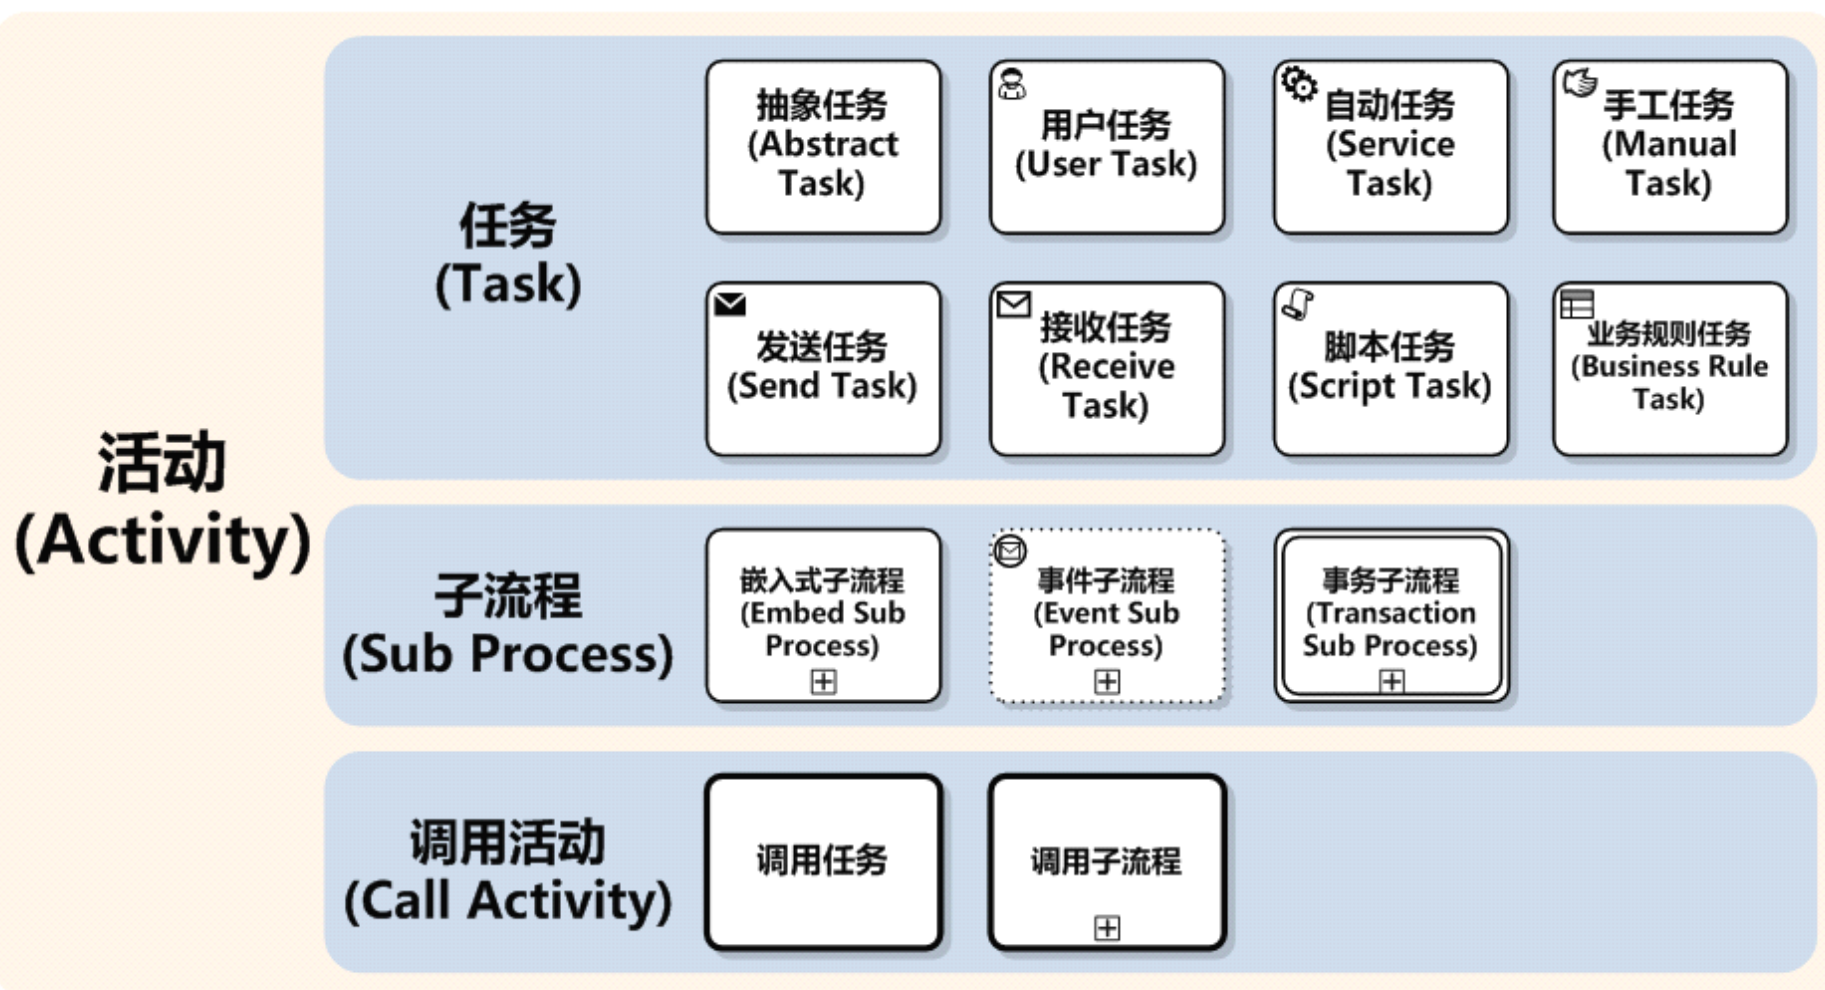 活动
(Activity)
任务
(Task)
抽象任务
(Abstract
Task)
用户任务
(User Task)
自动任务
(Service
Task)
手工任务
(Manual
Task)
发送任务
(Send Task)
接收任务
(Receive
Task)
脚本任务
(Script Task)
业务规则任务
(Business Rule
Task)
子流程
(Sub Process)
嵌入式子流程
(Embed Sub
Process)
事件子流程
(Event Sub
Process)
事务子流程
(Transaction
Sub Process)
调用活动
(Call Activity)
调用任务
调用子流程